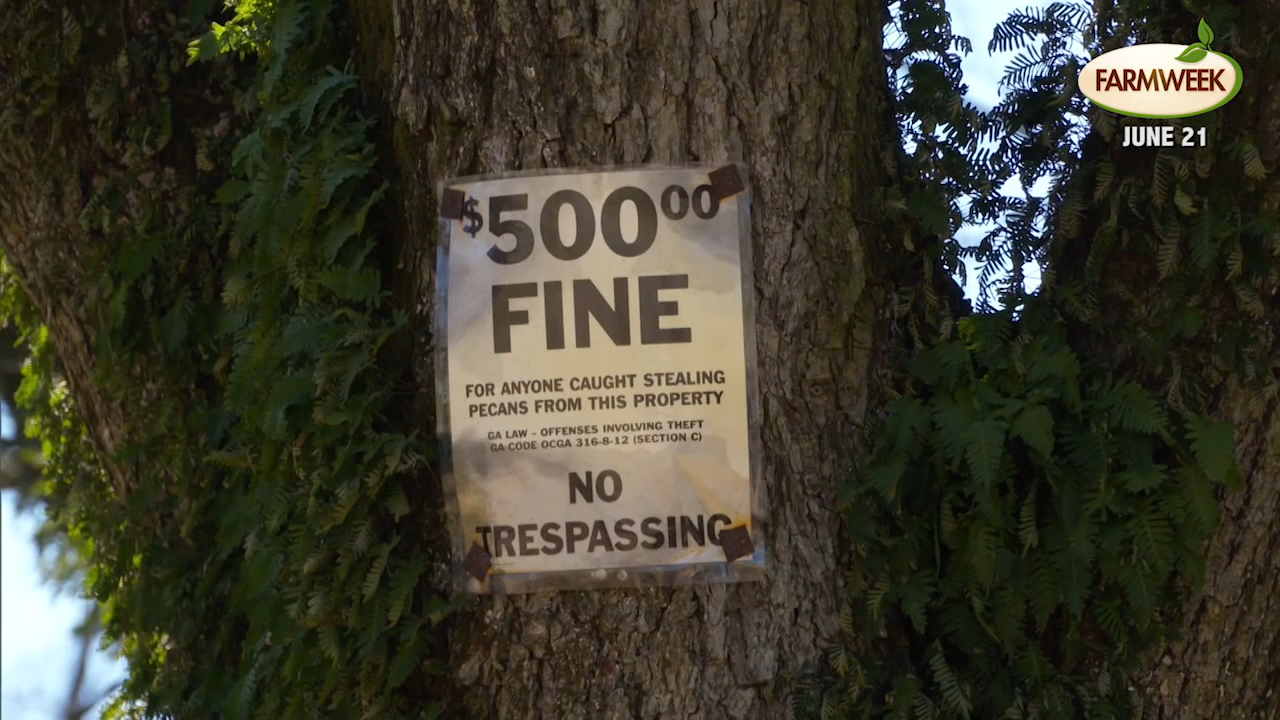 FARMWEEK
JUNE 21
$50000
FINE
FOR ANYONE CAUGHT STEALING
PECANS FROM THIS PROPERTY
GA LAW - OFFENSES INVOLVING THEFT
GA CODE OCGA 316-8-12 (SECTION C)
NO
TRESPASSING